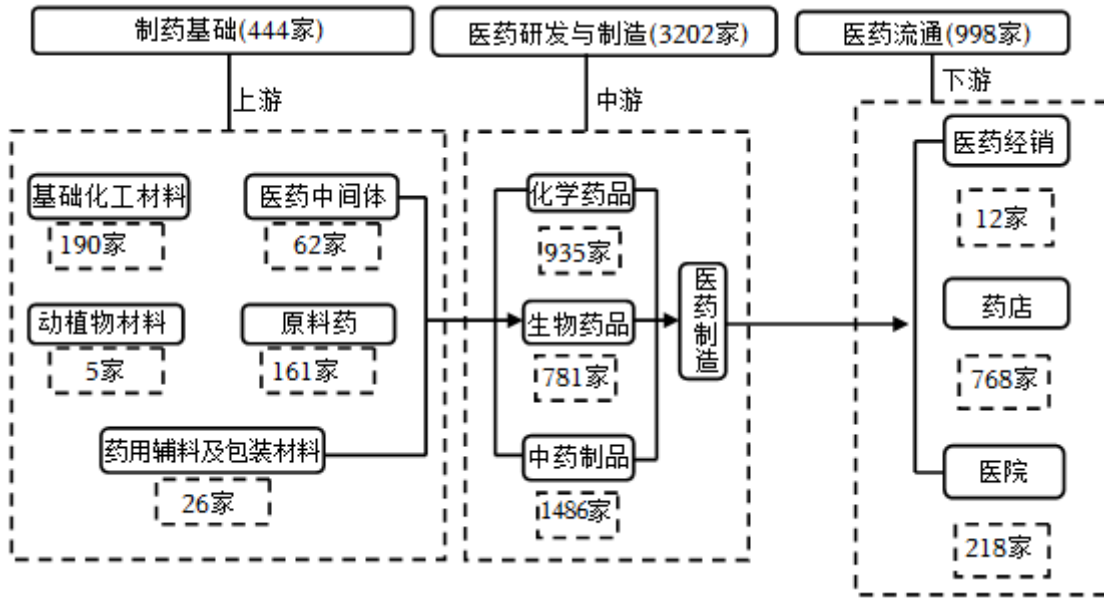 制药基础(444家)
医药研发与制造(3202家)
医药流通(998家)
上游
中游
下游
基础化工材料
190家
医药中间体
62家
动植物材料
5家
原料药
161家
药用辅料及包装材料
26家
化学药品
935家
生物药品
781家
中药制品
1486家
医药制造
医药经销
12家
药店
768家
医院
218家